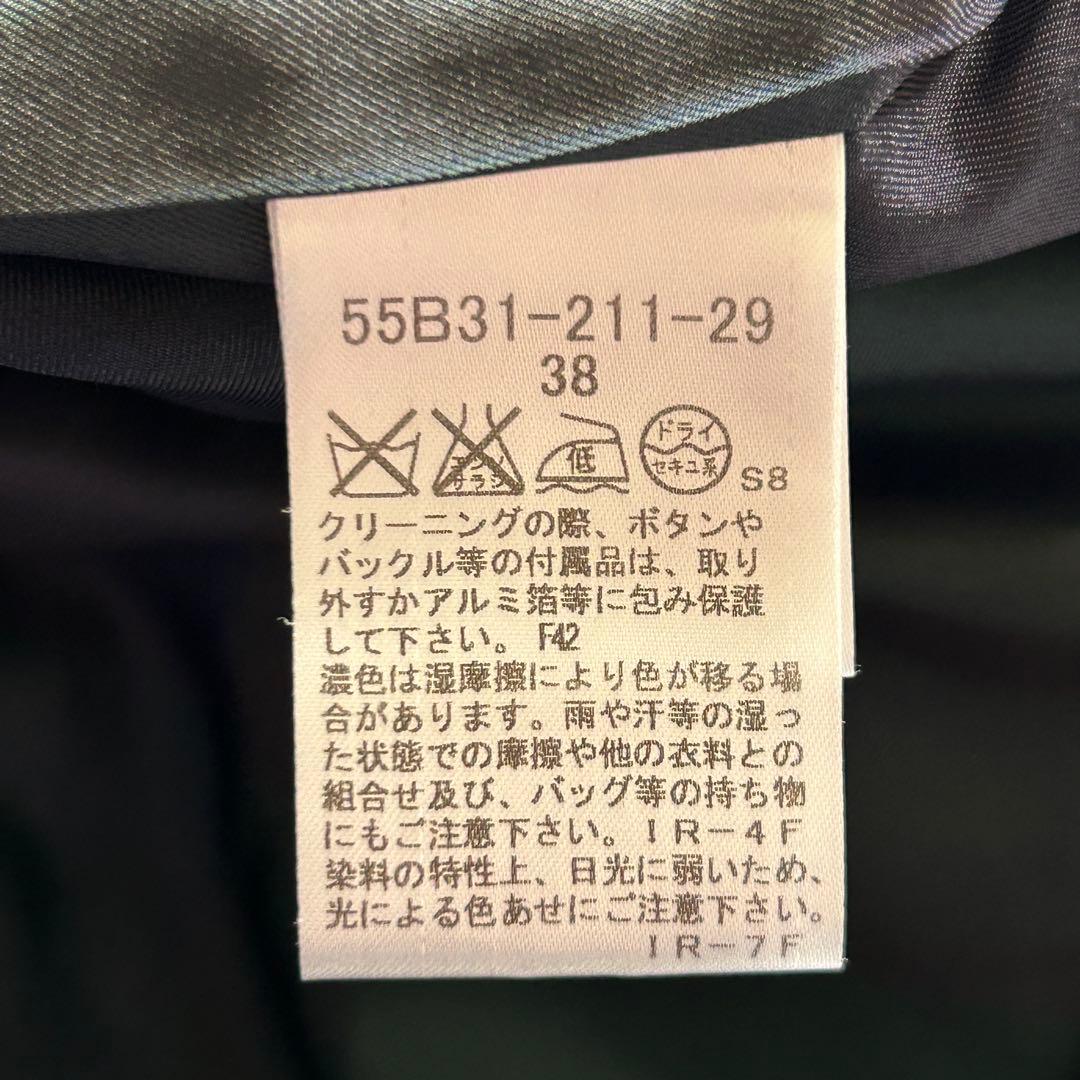 55B31-211-29
38
エンソ
サラシ
低
ドライ
セキユ系
S8
クリーニングの際、ボタンや
バックル等の付属品は、取り
外すかアルミ箔等に包み保護
して下さい。 F42
濃色は湿摩擦により色が移る場
合があります。雨や汗等の湿っ
た状態での摩擦や他の衣料との
組合せ及び、バッグ等の持ち物
にもご注意下さい。IR-4F
染料の特性上、日光に弱いため、
光による色あせにご注意下さい。
IR-7F